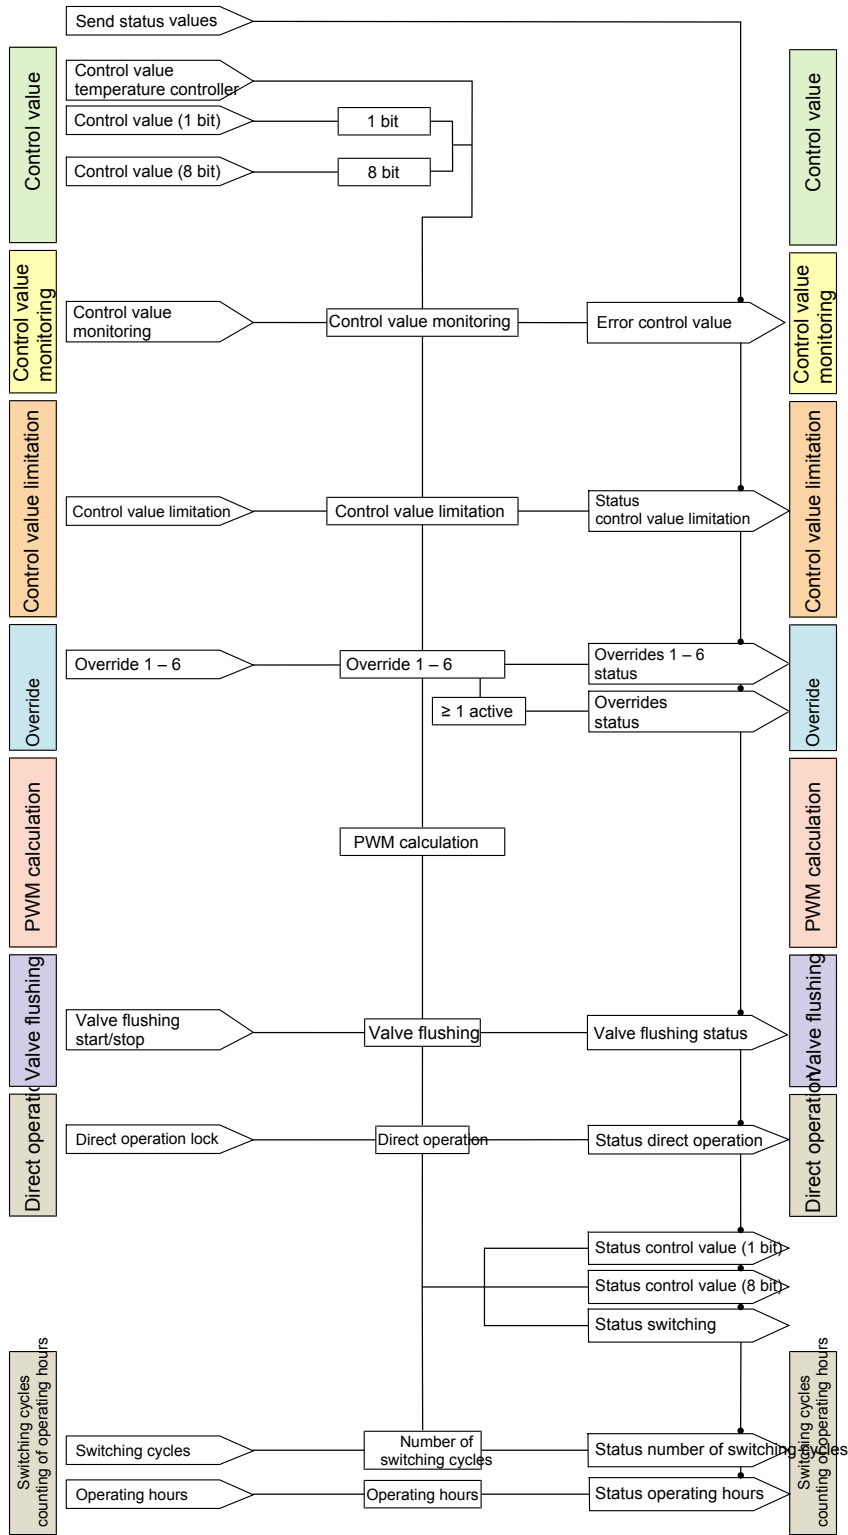 Send status values
Control value
Control value
temperature controller
Control value (1 bit)
1 bit
Control value (8 bit)
8 bit
Control value
Control value
monitoring
Control value
monitoring
Control value monitoring
Error control value
Control value
monitoring
Control value limitation
Control value limitation
Control value limitation
Status
control value limitation
Control value limitation
Override
Override 1 – 6
Override 1 – 6
Overrides 1 – 6
status
≥ 1 active
Overrides
status
Override
PWM calculation
PWM calculation
PWM calculation
Valve flushing
Valve flushing
start/stop
Valve flushing
Valve flushing status
Valve flushing
Direct operation
Direct operation lock
Direct operation
Status direct operation
Direct operation
Status control value (1 bit)
Status control value (8 bit)
Status switching
Switching cycles
counting of operating hours
Switching cycles
Number of
switching cycles
Status number of switching cycles
Operating hours
Operating hours
Status operating hours
Switching cycles
counting of operating hours